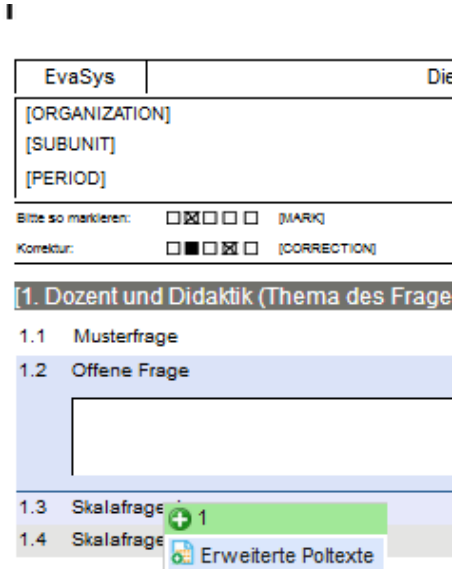 EvaSys Die
[ORGANIZATION]
[SUBUNIT]
[PERIOD]
Bitte so markieren: [MARK]
Korrektur: [CORRECTION]
[1. Dozent und Didaktik (Thema des Frage
1.1 Musterfrage
1.2 Offene Frage
1.3 Skalafrage
1
1.4 Skalafrage
Erweiterte Poltexte